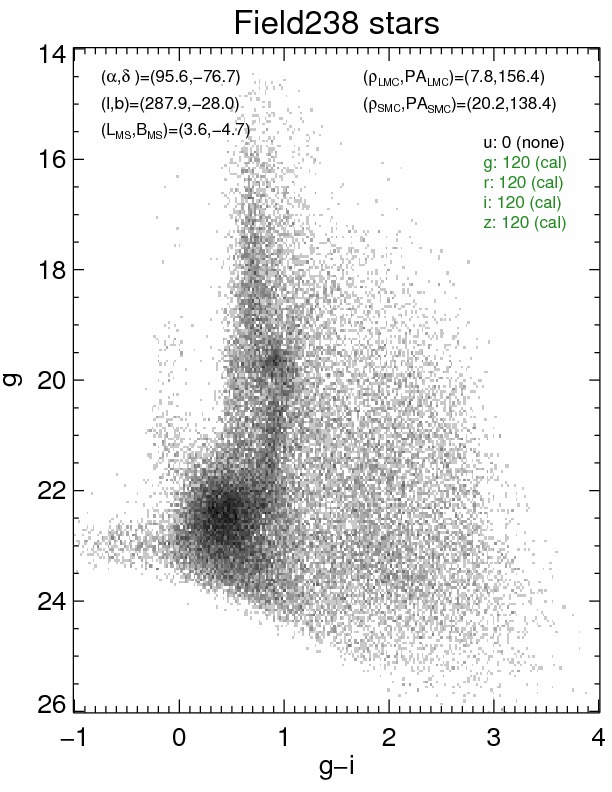 Field238 stars
(α,δ )=(95.6,−76.7)
(ρLMC,PALMC)=(7.8,156.4)
(l,b)=(287.9,−28.0)
(ρSMC,PASMC)=(20.2,138.4)
(LMS,BMS)=(3.6,−4.7)
u: 0 (none)
g: 120 (cal)
r: 120 (cal)
i: 120 (cal)
z: 120 (cal)
14
16
18
20
22
24
26
g
−1 0 1 2 3 4
g−i